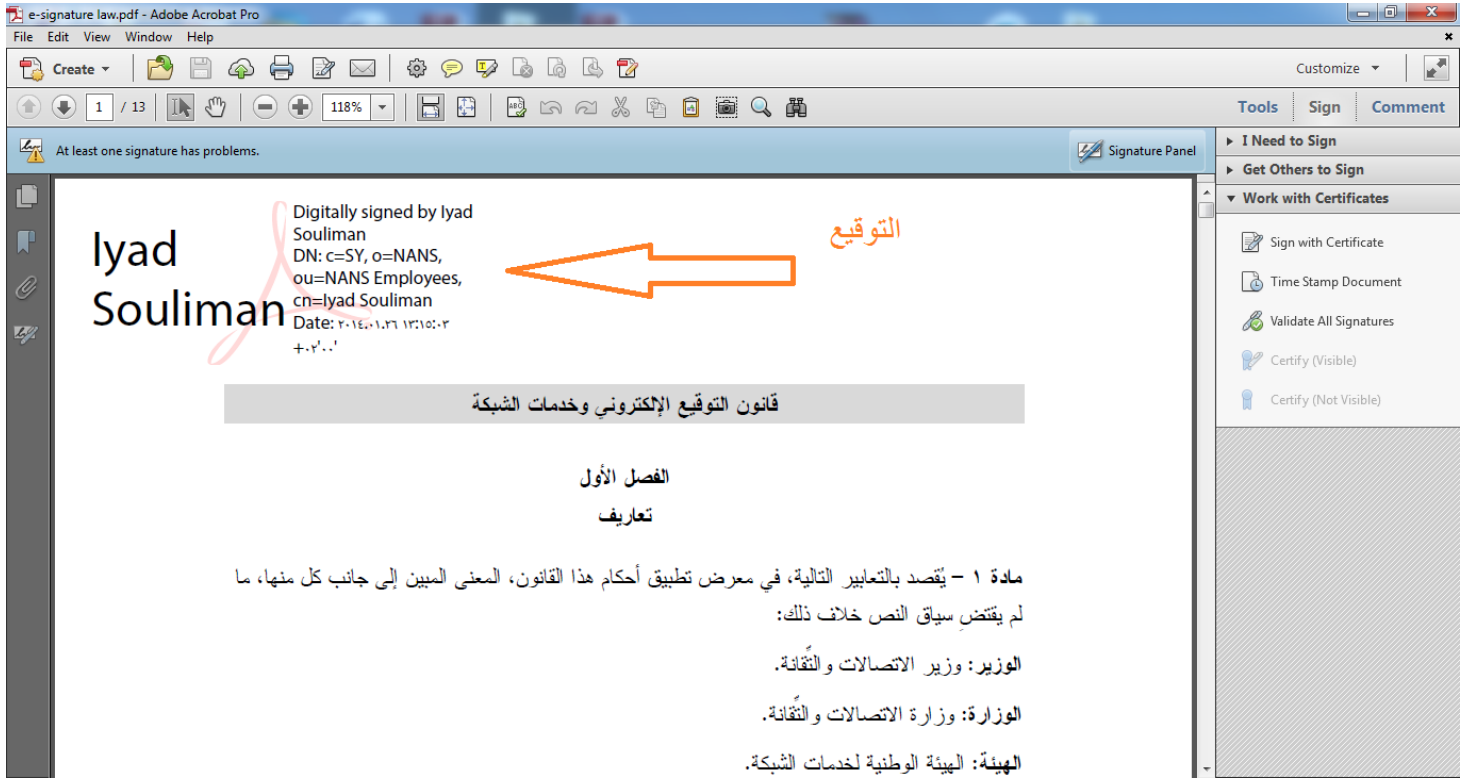 e-signature law.pdf - Adobe Acrobat Pro
File Edit View Window Help
Create
Customize
1 / 13
118%
Tools Sign Comment
At least one signature has problems.
Signature Panel
I Need to Sign
Get Others to Sign
Work with Certificates
Sign with Certificate
Time Stamp Document
Validate All Signatures
Certify (Visible)
Certify (Not Visible)
Iyad
Souliman
Digitally signed by Iyad
Souliman
DN: c=SY, o=NANS,
ou=NANS Employees,
cn=Iyad Souliman
Date: ٢٠١٤.٠١.٢٦ ١٣:١٥:٠٣
+٠٢'٠٠'
التوقيع
قانون التوقيع الإلكتروني وخدمات الشبكة
الفصل الأول
تعاريف
مادة ١ – يُقصد بالتعابير التالية، في معرض تطبيق أحكام هذا القانون، المعنى المبين إلى جانب كل منها، ما
لم يقتضِ سياق النص خلاف ذلك:
الوزير: وزير الاتصالات والتِّقانة.
الوزارة: وزارة الاتصالات والتِّقانة.
الهيئة: الهيئة الوطنية لخدمات الشبكة.